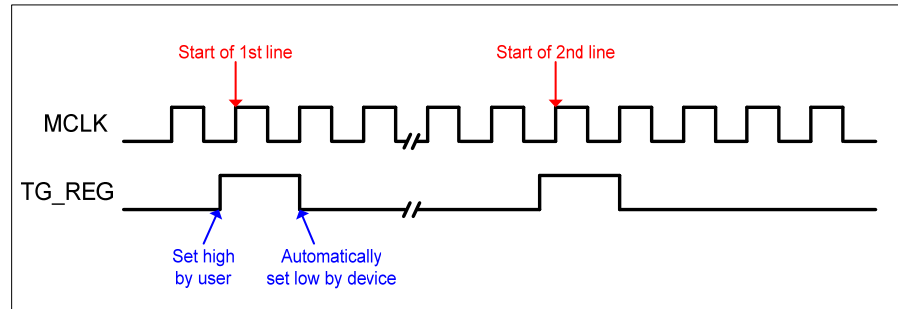 Start of 1st line
Start of 2nd line
MCLK
TG_REG
Set high
by user
Automatically
set low by device